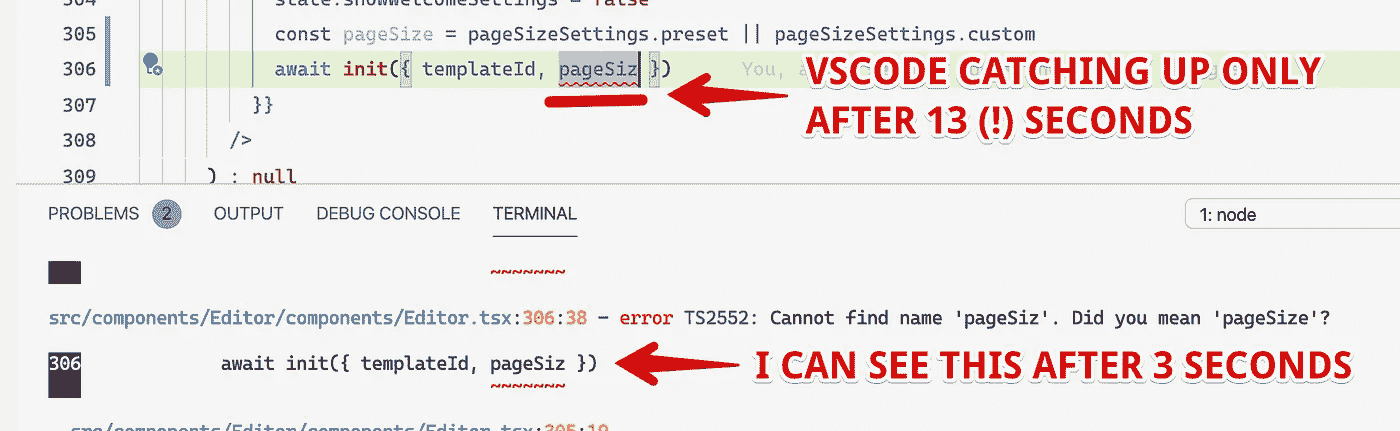 304 state.showWelcomeSettings = false
305 const pageSize = pageSizeSettings.preset || pageSizeSettings.custom
306 await init({ templateId, pageSiz }) You,
VSCODE CATCHING UP ONLY
AFTER 13 (!) SECONDS
307 }}
308 />
309 ) : null
PROBLEMS 2 OUTPUT DEBUG CONSOLE TERMINAL 1: node
~~~~~~~
src/components/Editor/components/Editor.tsx:306:38 - error TS2552: Cannot find name 'pageSiz'. Did you mean 'pageSize'?
306 await init({ templateId, pageSiz })
~~~~~~~
I CAN SEE THIS AFTER 3 SECONDS
src/components/Editor/components/Editor.tsx:305:19